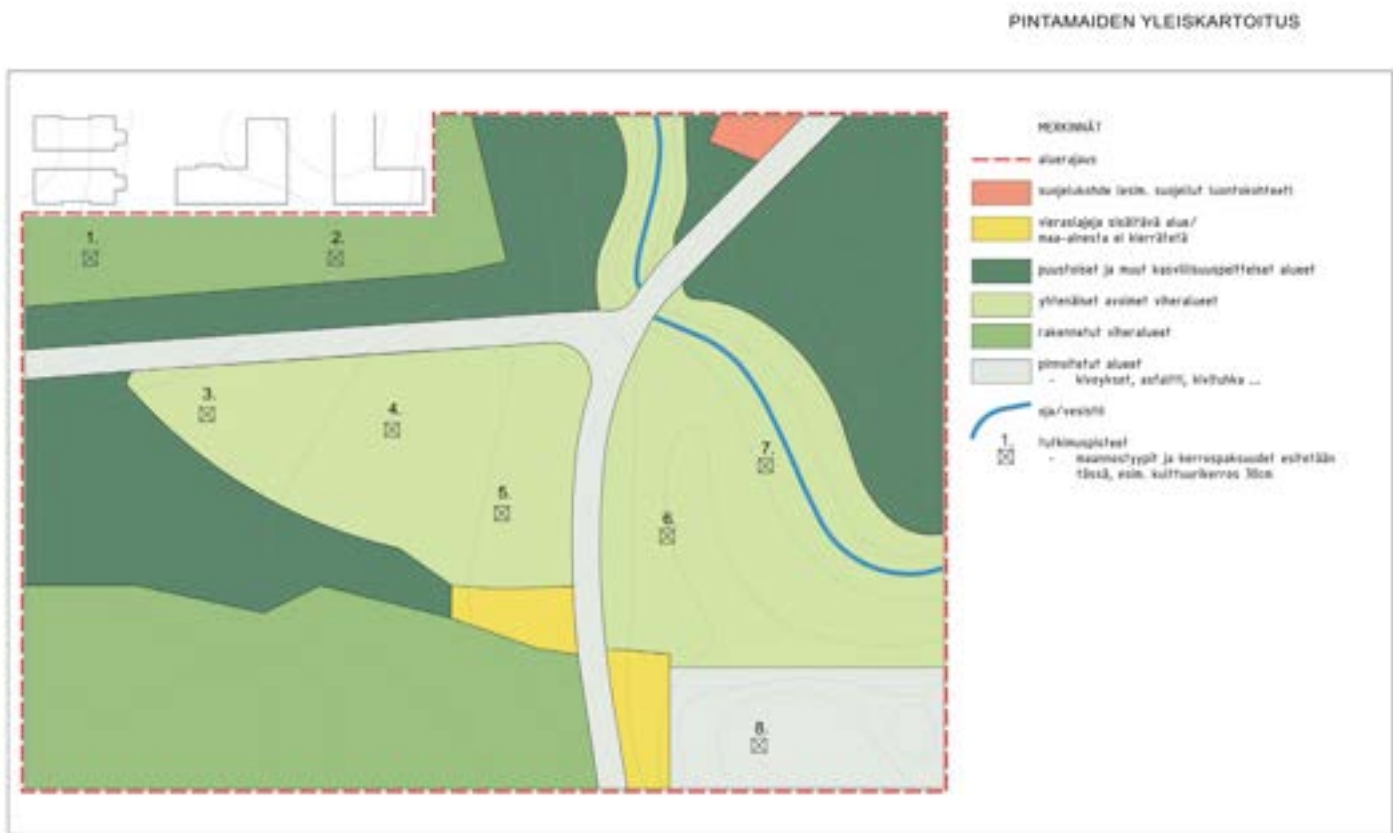 PINTAMAIDEN YLEISKARTOITUS
MERKINNÄT
aluerajaus
suojelukohde (esim. suojellut luontokohteet)
vieraslajeja sisältävä alue/
maa-ainesta ei kierrätetä
puustoiset ja muut kasvillisuuspeitteiset alueet
yhtenäiset avoimet viheralueet
rakennetut viheralueet
pinnoitetut alueet
- kiveykset, asfaltti, kivituhka ...
oja/vesistö
1. tutkimuspisteet
- maannostyypit ja kerrospaksuudet esitetään
tässä, esim. kulttuurikerros 30cm
1.
2.
3.
4.
5.
6.
7.
8.